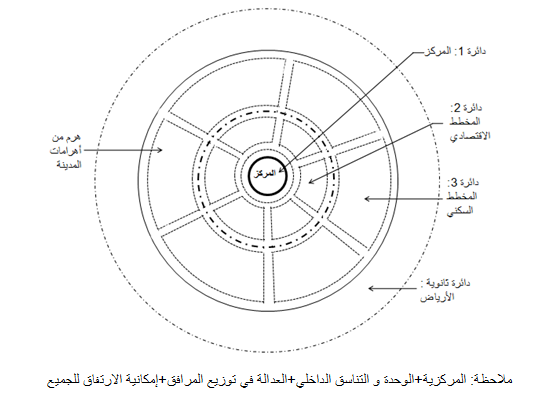 دائرة 1: المركز
دائرة 2:
المخطط
الاقتصادي
هرم من
أهرامات
المدينة
المركز
دائرة 3:
المخطط
السكني
دائرة ثانوية :
الأرياض
ملاحظة: المركزية+الوحدة و التناسق الداخلي+العدالة في توزيع المرافق+إمكانية الارتفاق للجميع